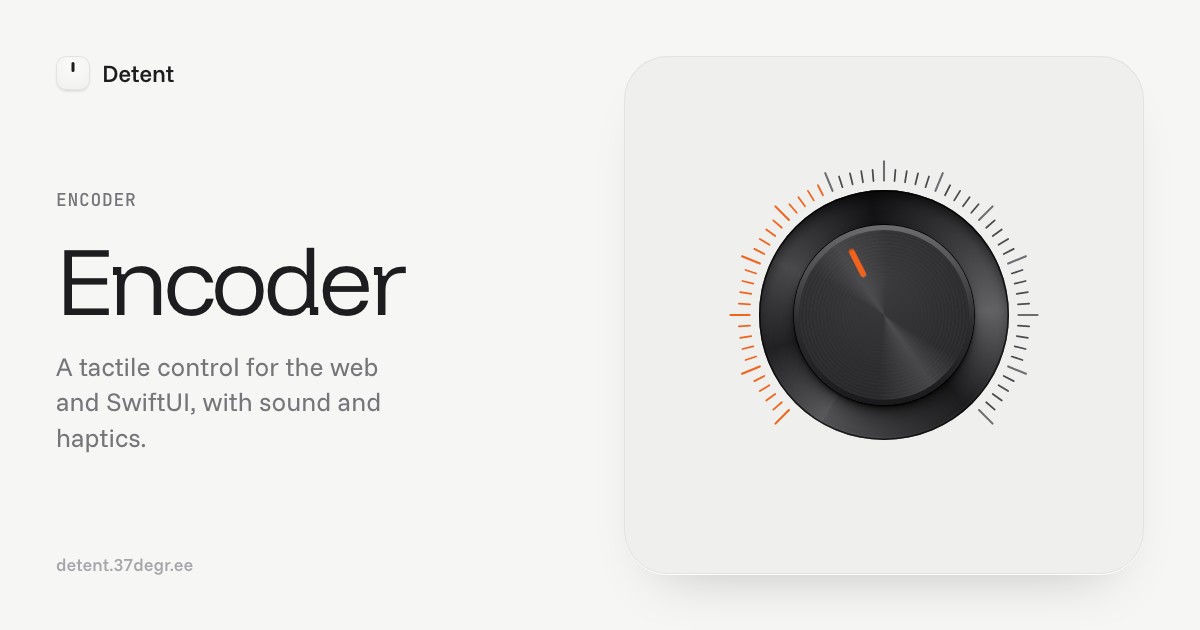 Detent
ENCODER
Encoder
A tactile control for the web
and SwiftUI, with sound and
haptics.
detent.37degr.ee